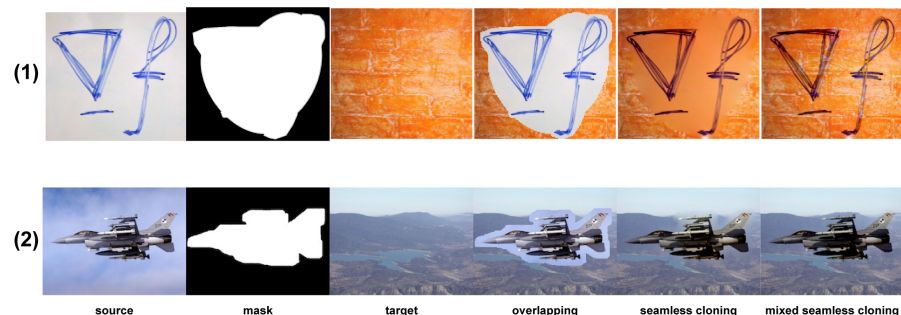 (1)
∇f
(2)
source mask target overlapping seamless cloning mixed seamless cloning